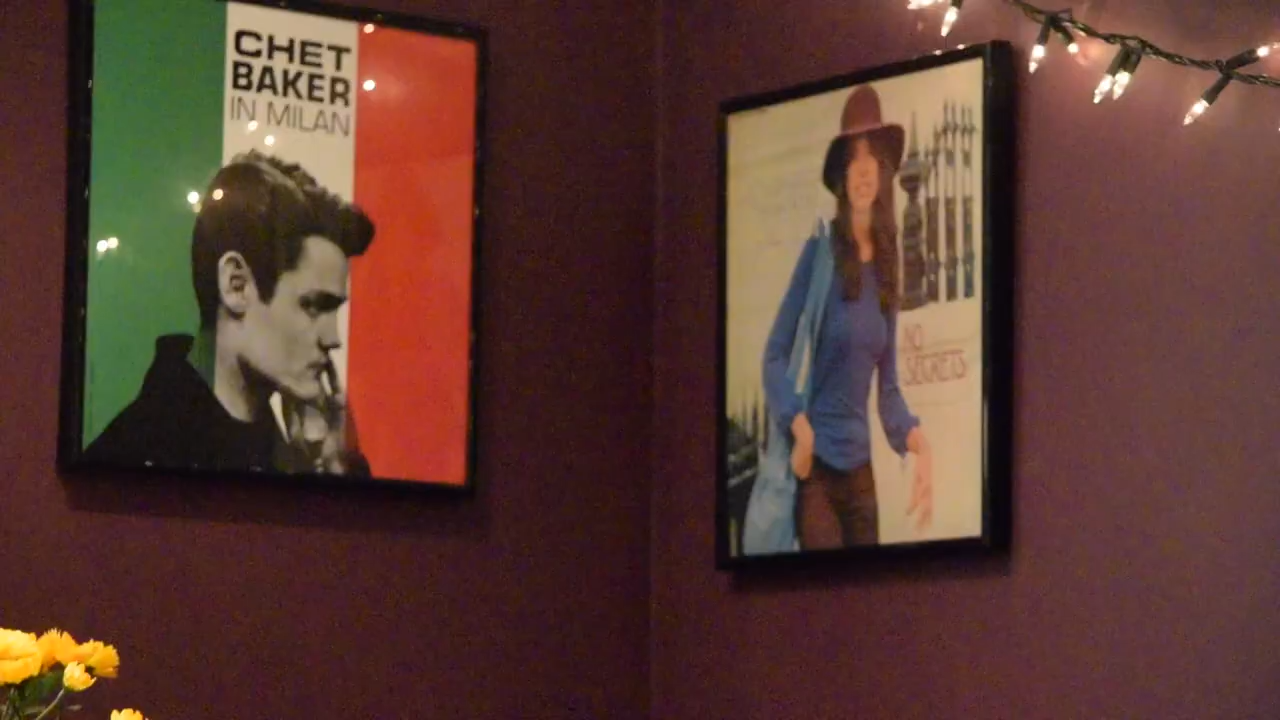 CHET
BAKER
IN MILAN
NO
SECRETS